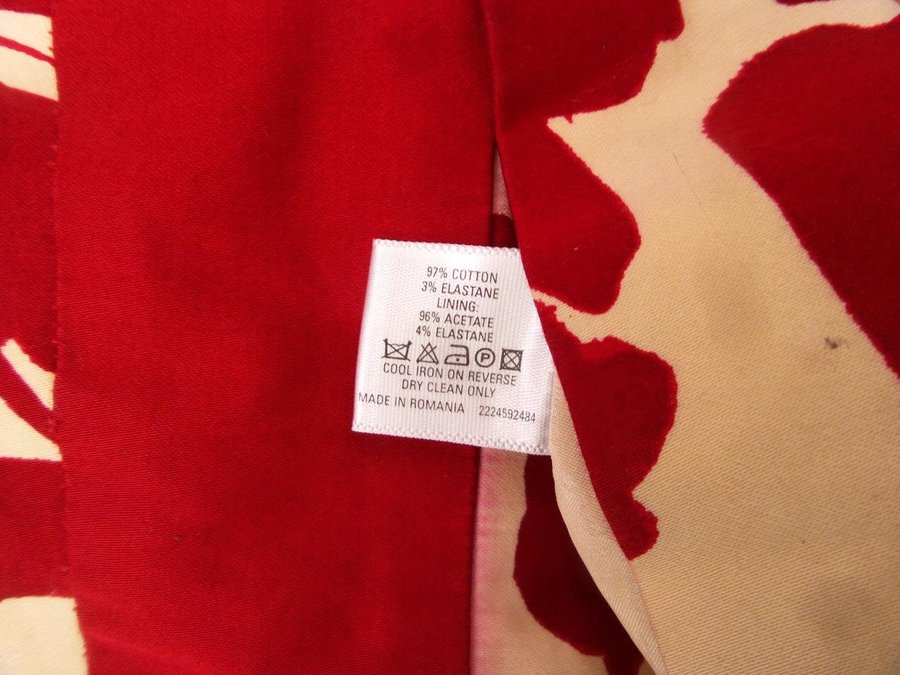 97% COTTON
3% ELASTANE
LINING:
96% ACETATE
4% ELASTANE
P
COOL IRON ON REVERSE
DRY CLEAN ONLY
MADE IN ROMANIA 2224592484